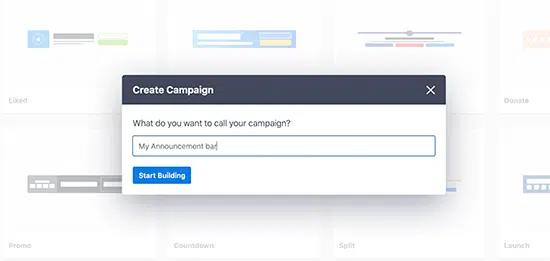 Create Campaign
What do you want to call your campaign?
My Announcement bar
Start Building
Liked
Donate
Promo
Countdown
Split
Launch